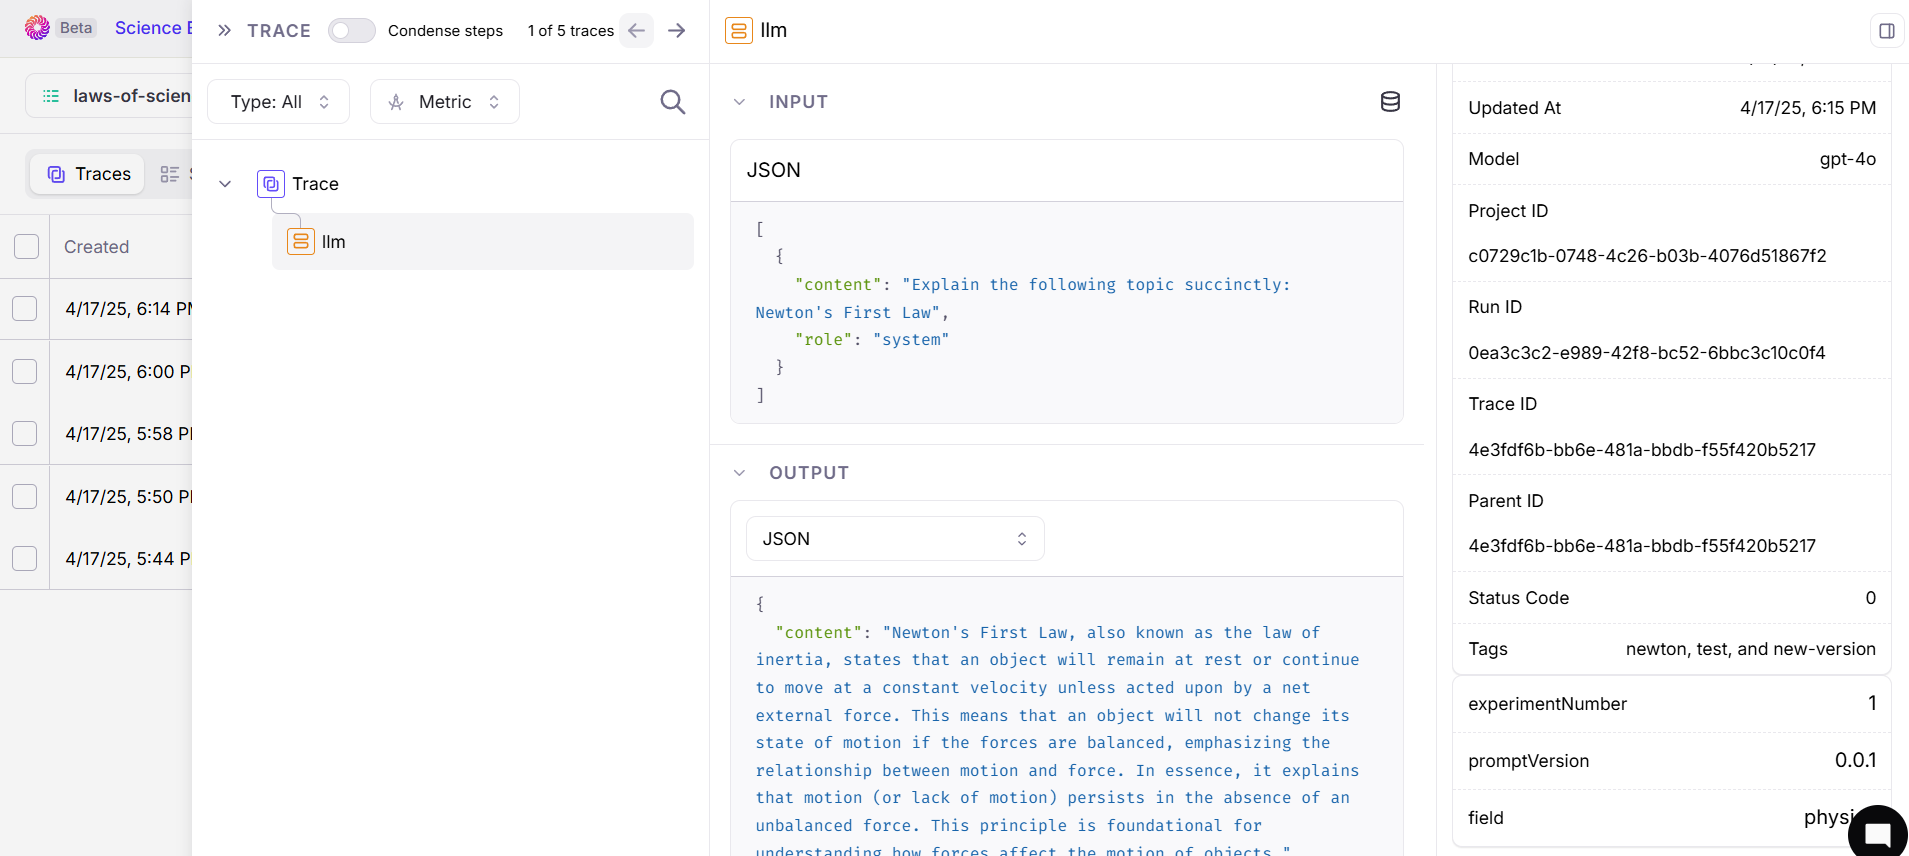 Beta
Science
laws-of-scien
Traces
Created
4/17/25, 6:14 PM
4/17/25, 6:00 P
4/17/25, 5:58 P
4/17/25, 5:50 P
4/17/25, 5:44 P
TRACE
Condense steps
1 of 5 traces
Type: All
Metric
Trace
llm
llm
INPUT
JSON
[
{
"content": "Explain the following topic succinctly:
Newton's First Law",
"role": "system"
}
]
OUTPUT
JSON
{
"content": "Newton's First Law, also known as the law of
inertia, states that an object will remain at rest or continue
to move at a constant velocity unless acted upon by a net
external force. This means that an object will not change its
state of motion if the forces are balanced, emphasizing the
relationship between motion and force. In essence, it explains
that motion (or lack of motion) persists in the absence of an
unbalanced force. This principle is foundational for
understanding how forces affect the motion of objects."
Updated At 4/17/25, 6:15 PM
Model gpt-4o
Project ID
c0729c1b-0748-4c26-b03b-4076d51867f2
Run ID
0ea3c3c2-e989-42f8-bc52-6bbc3c10c0f4
Trace ID
4e3fdf6b-bb6e-481a-bbdb-f55f420b5217
Parent ID
4e3fdf6b-bb6e-481a-bbdb-f55f420b5217
Status Code 0
Tags newton, test, and new-version
experimentNumber 1
promptVersion 0.0.1
field physi